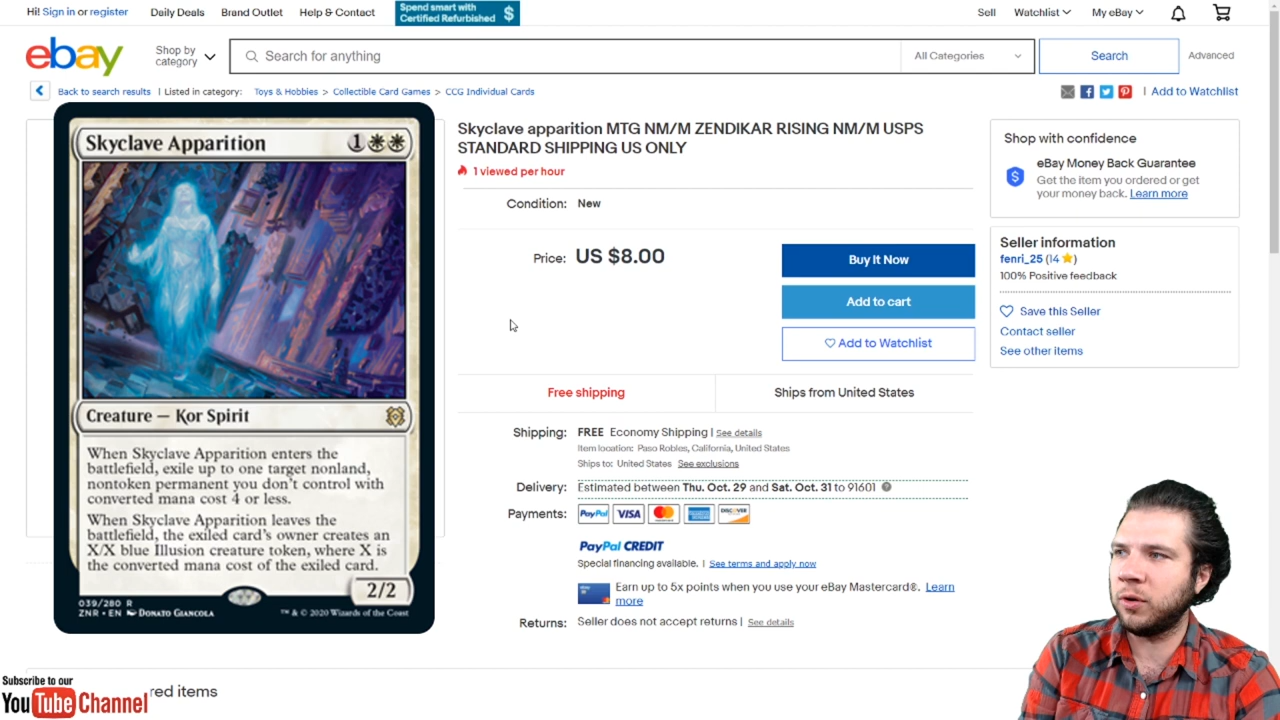 Hi! Sign in or register
Daily Deals
Brand Outlet
Help & Contact
Spend smart with
Certified Refurbished
$
Sell
Watchlist
My eBay
ebay
Shop by
category
Search for anything
All Categories
Search
Advanced
Back to search results | Listed in category: Toys & Hobbies > Collectible Card Games > CCG Individual Cards
| Add to Watchlist
Skyclave Apparition 1
Creature — Kor Spirit
When Skyclave Apparition enters the
battlefield, exile up to one target nonland,
nontoken permanent you don't control with
converted mana cost 4 or less.
When Skyclave Apparition leaves the
battlefield, the exiled card's owner creates an
X/X blue Illusion creature token, where X is
the converted mana cost of the exiled card.
2/2
039/280 R
ZNR • EN Donato Giancola
™ & © 2020 Wizards of the Coast
Skyclave apparition MTG NM/M ZENDIKAR RISING NM/M USPS
STANDARD SHIPPING US ONLY
1 viewed per hour
Condition: New
Price: US $8.00
Buy It Now
Add to cart
Add to Watchlist
Free shipping
Ships from United States
Shipping: FREE Economy Shipping | See details
Item location: Paso Robles, California, United States
Ships to: United States See exclusions
Delivery: Estimated between Thu. Oct. 29 and Sat. Oct. 31 to 91601
Payments: PayPal VISA MasterCard AMERICAN EXPRESS DISCOVER
PayPal CREDIT
Special financing available. | See terms and apply now
Earn up to 5x points when you use your eBay Mastercard®. Learn
more
Returns: Seller does not accept returns | See details
Shop with confidence
eBay Money Back Guarantee
Get the item you ordered or get
your money back. Learn more
Seller information
fenri_25 (14)
100% Positive feedback
Save this Seller
Contact seller
See other items
Subscribe to our
YouTube Channel
red items